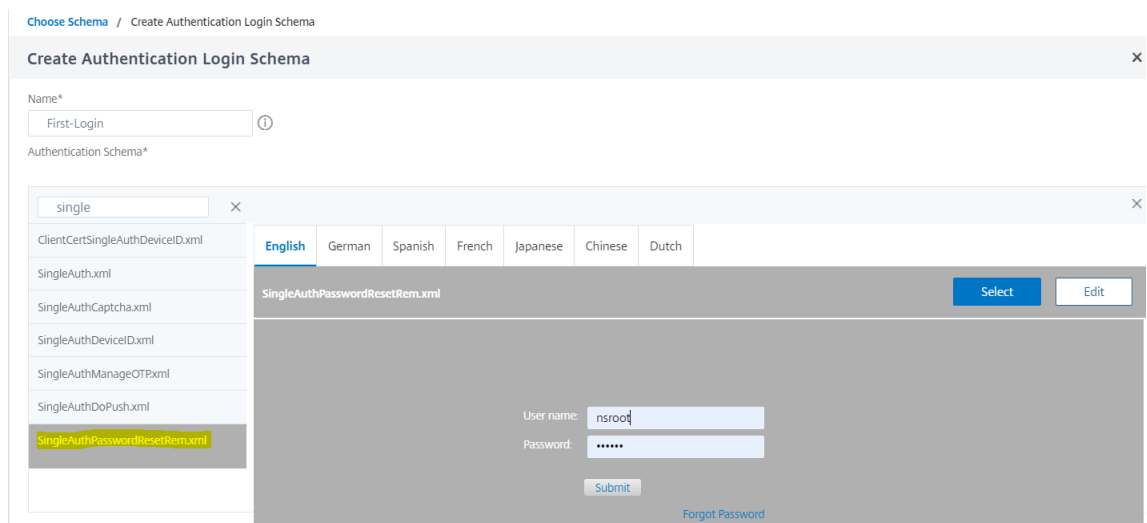 Choose Schema / Create Authentication Login Schema
Create Authentication Login Schema ×
Name*
First-Login
Authentication Schema*
single ×
×
ClientCertSingleAuthDeviceID.xml
SingleAuth.xml
SingleAuthCaptcha.xml
SingleAuthDeviceID.xml
SingleAuthManageOTP.xml
SingleAuthDoPush.xml
SingleAuthPasswordResetRem.xml
English German Spanish French Japanese Chinese Dutch
SingleAuthPasswordResetRem.xml Select Edit
User name: nsroot
Password: ••••••
Submit
Forgot Password